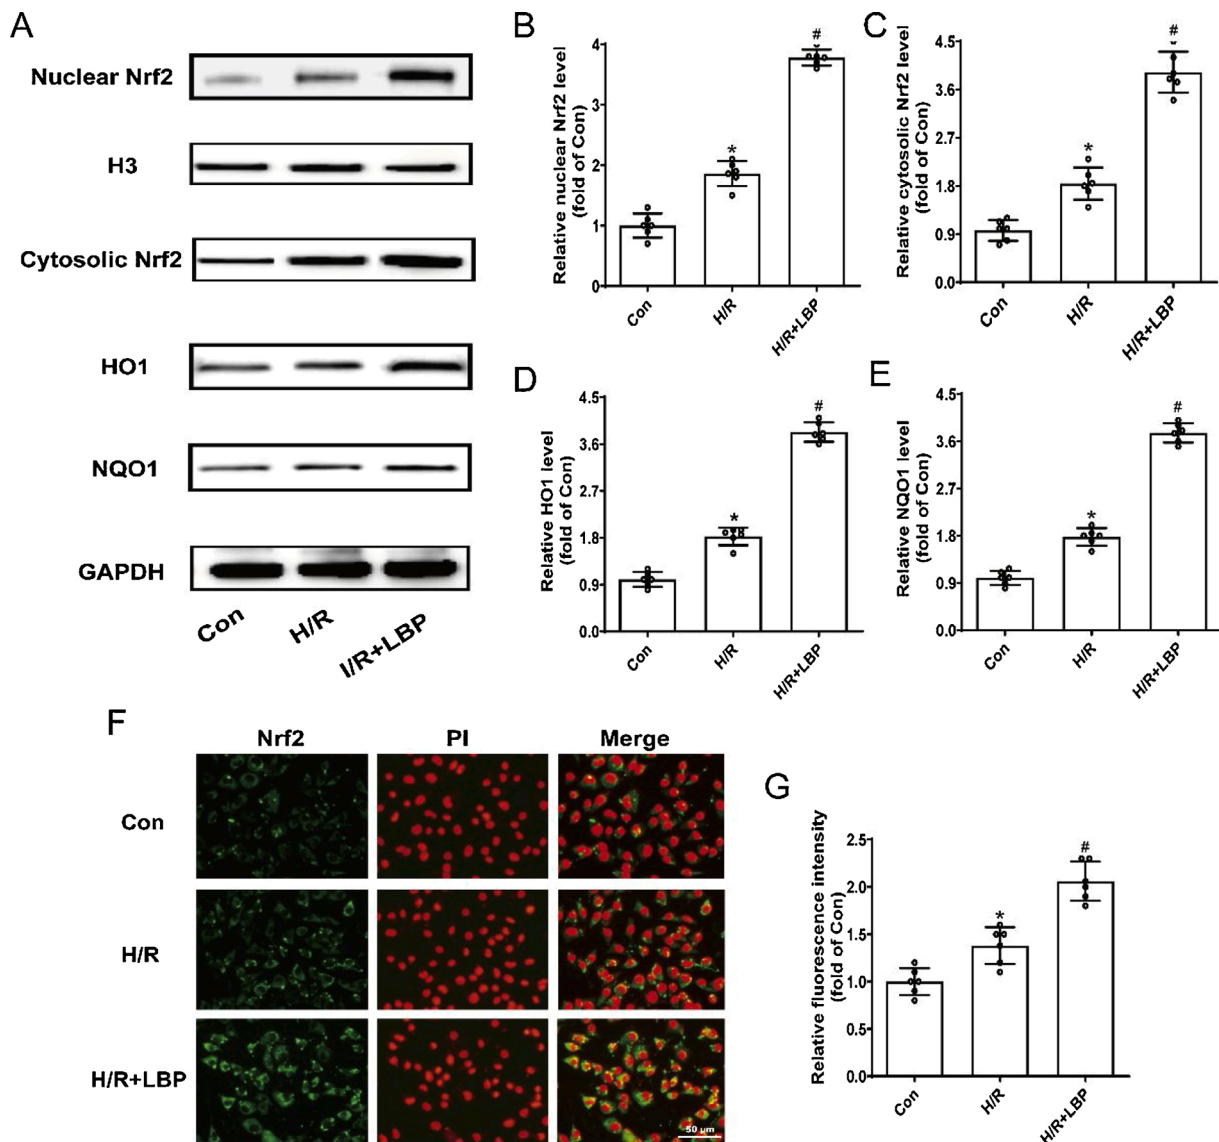 A
Nuclear Nrf2
H3
Cytosolic Nrf2
HO1
NQO1
GAPDH
Con
H/R
I/R+LBP
B
Relative nuclear Nrf2 level
(fold of Con)
4
3
2
1
0
*
#
Con
H/R
H/R+LBP
C
Relative cytosolic Nrf2 level
(fold of Con)
4.5
3.6
2.7
1.8
0.9
0.0
*
#
Con
H/R
H/R+LBP
D
Relative HO1 level
(fold of Con)
4.5
3.6
2.7
1.8
0.9
0.0
*
#
Con
H/R
H/R+LBP
E
Relative NQO1 level
(fold of Con)
4.5
3.6
2.7
1.8
0.9
0.0
*
#
Con
H/R
H/R+LBP
F
Nrf2
PI
Merge
Con
H/R
H/R+LBP
50 μm
G
Relative fluorescence intensity
(fold of Con)
2.5
2.0
1.5
1.0
0.5
0.0
*
#
Con
H/R
H/R+LBP